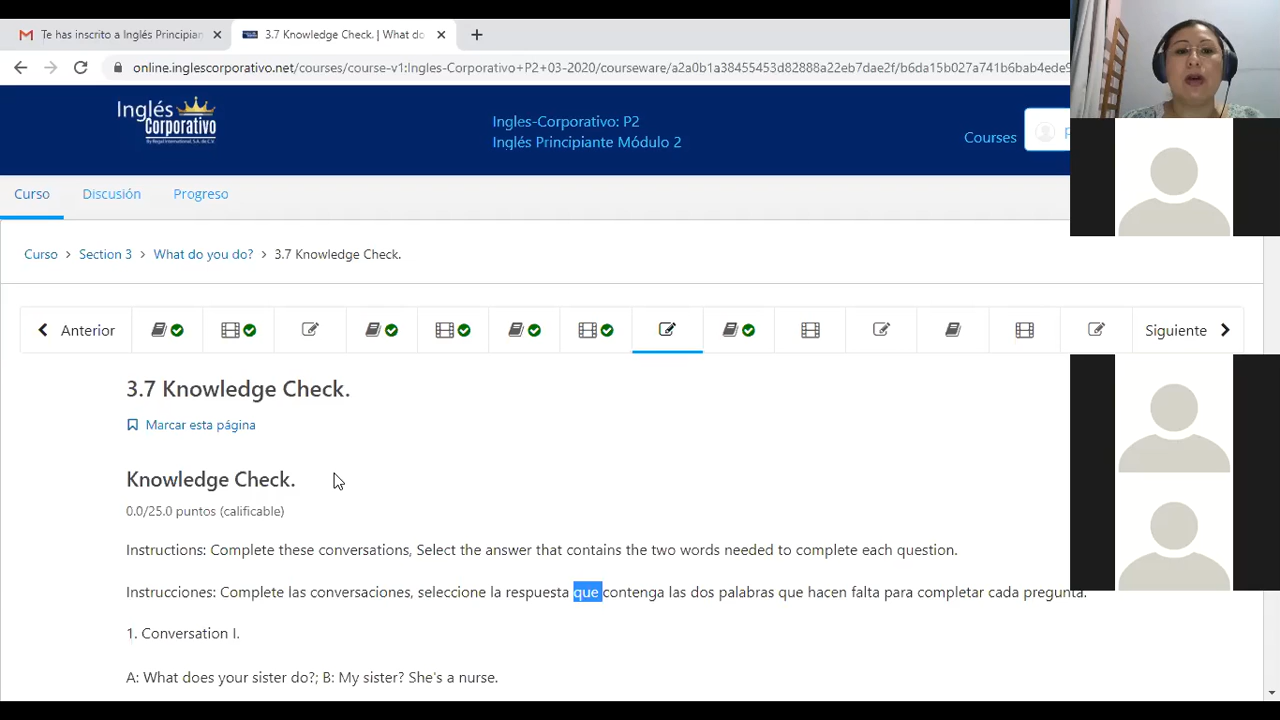 Te has inscrito a Inglés Principian
3.7 Knowledge Check. | What do
online.inglescorporativo.net/courses/course-v1:Ingles-Corporativo+P2+03-2020/courseware/a2a0b1a38455453d82888a22eb7dae2f/b6da15b027a741b6bab4ede9
Inglés
Corporativo
Ingles-Corporativo: P2
Inglés Principiante Módulo 2
Courses
p
Curso
Discusión
Progreso
Curso > Section 3 > What do you do? > 3.7 Knowledge Check.
Anterior
Siguiente
3.7 Knowledge Check.
Marcar esta página
Knowledge Check.
0.0/25.0 puntos (calificable)
Instructions: Complete these conversations, Select the answer that contains the two words needed to complete each question.
Instrucciones: Complete las conversaciones, seleccione la respuesta que contenga las dos palabras que hacen falta para completar cada pregunta.
1. Conversation I.
A: What does your sister do?; B: My sister? She's a nurse.